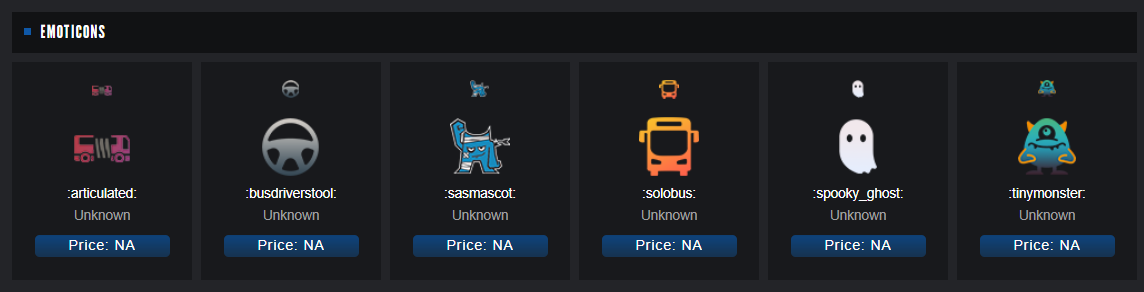 EMOTICONS
:articulated:
Unknown
Price: NA
:busdriverstool:
Unknown
Price: NA
:sasmascot:
Unknown
Price: NA
:solobus:
Unknown
Price: NA
:spooky_ghost:
Unknown
Price: NA
:tinymonster:
Unknown
Price: NA